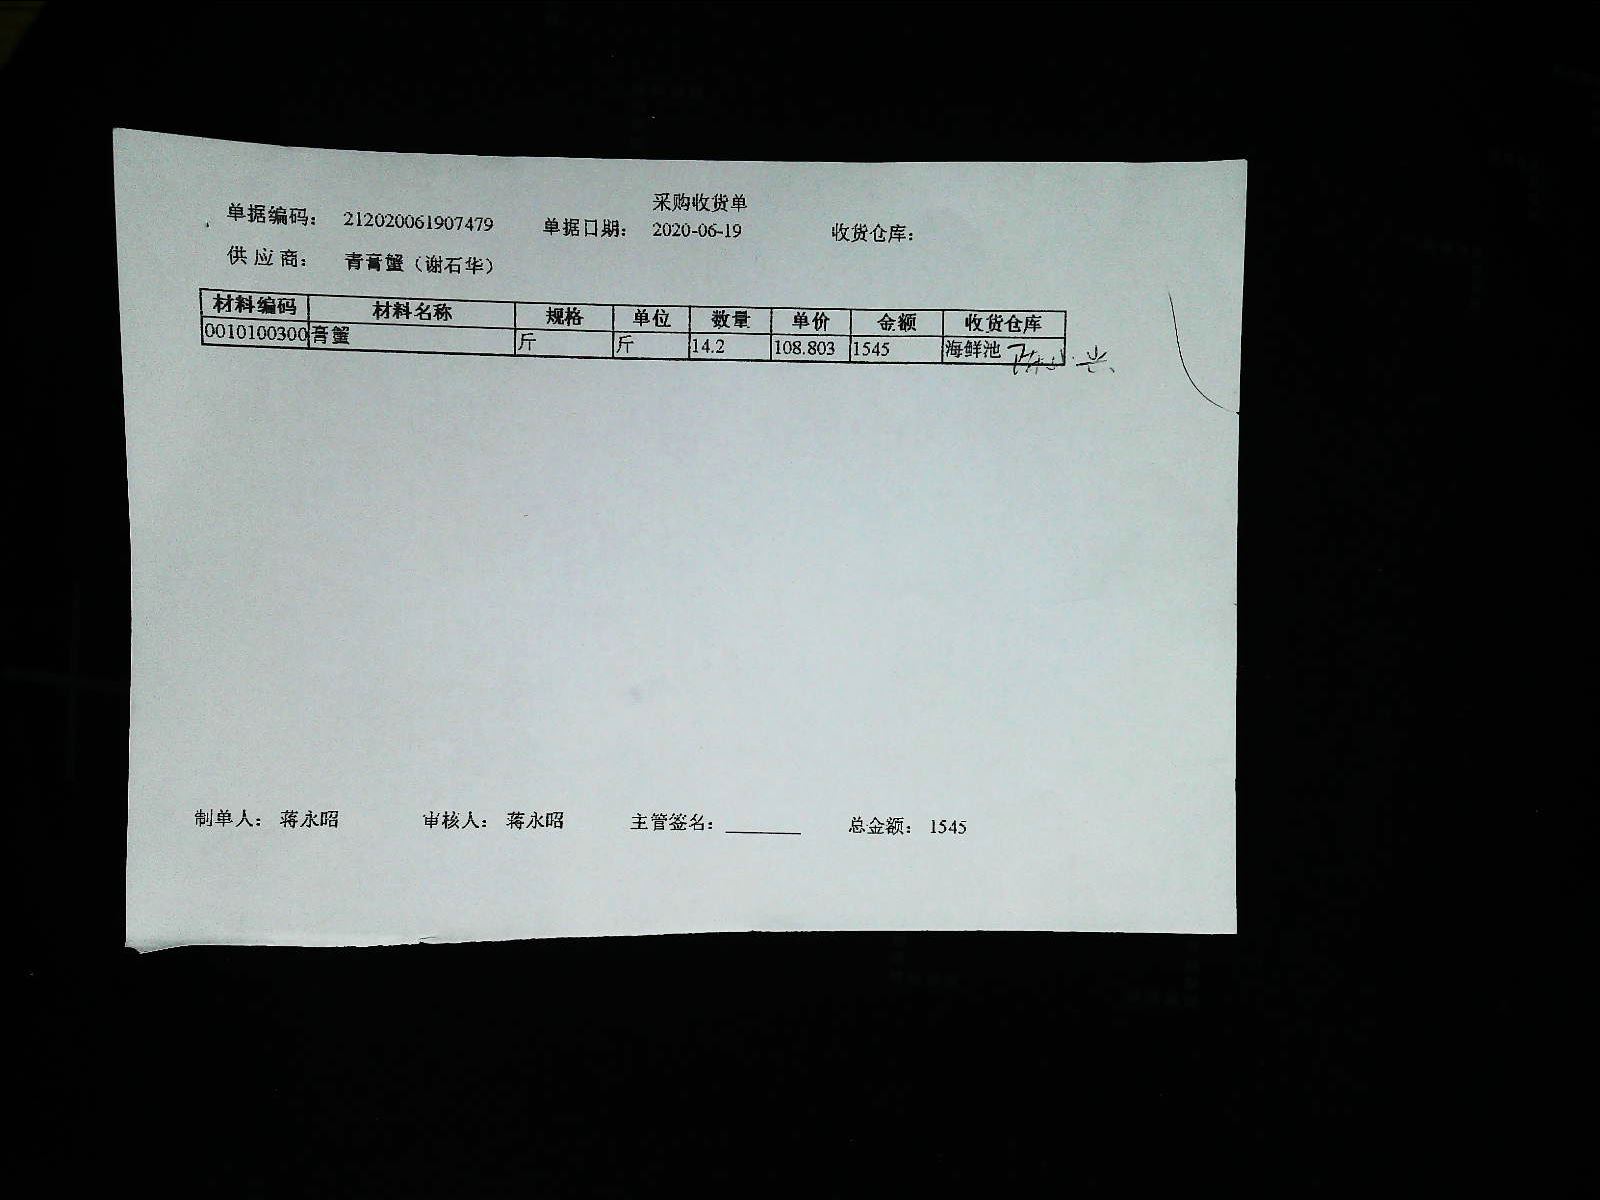 采购收货单
单据编码： 212020061907479 单据日期： 2020-06-19 收货仓库：
供 应 商： 青膏蟹（谢石华）
材料编码 材料名称 规格 单位 数量 单价 金额 收货仓库
0010100300 膏蟹 斤 斤 14.2 108.803 1545 海鲜池
制单人： 蒋永昭 审核人： 蒋永昭 主管签名： 总金额： 1545